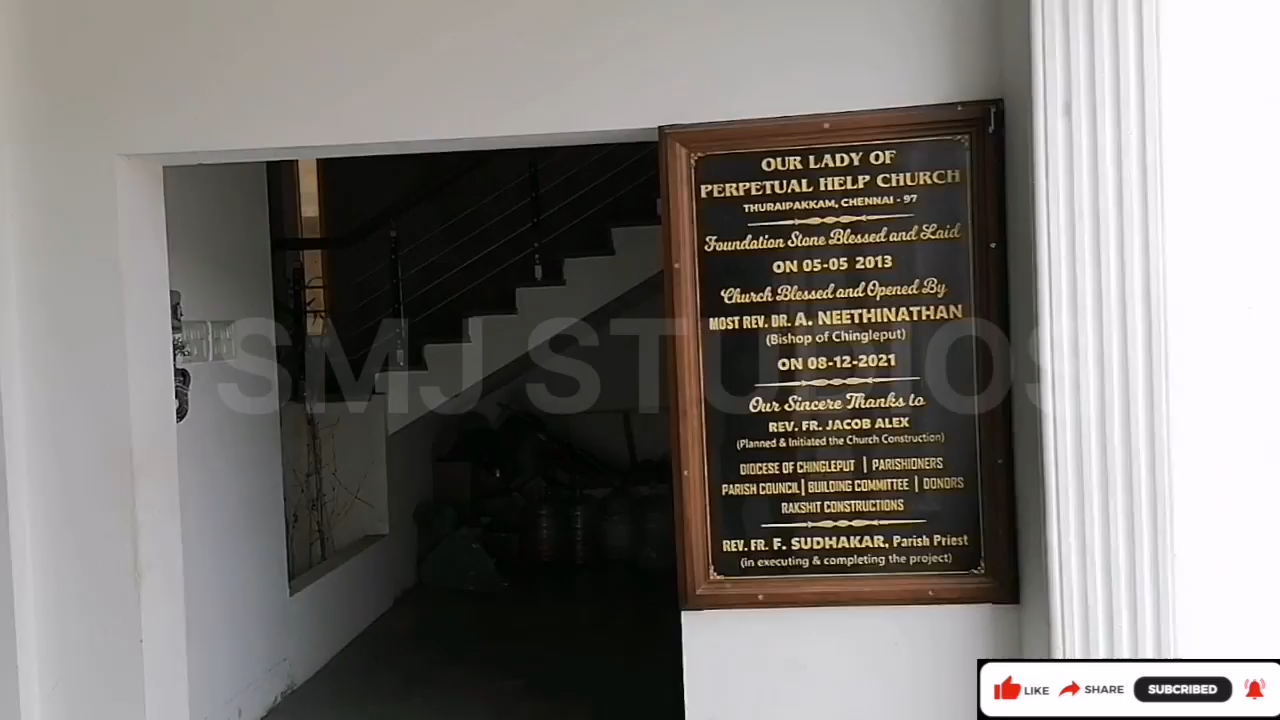 OUR LADY OF
PERPETUAL HELP CHURCH
THURAIPAKKAM, CHENNAI - 97
Foundation Stone Blessed and Laid
ON 05-05 2013
Church Blessed and Opened By
MOST REV. DR. A. NEETHINATHAN
(Bishop of Chingleput)
ON 08-12-2021
Our Sincere Thanks to
REV. FR. JACOB ALEX
(Planned & Initiated the Church Construction)
DIOCESE OF CHINGLEPUT | PARISHIONERS
PARISH COUNCIL | BUILDING COMMITTEE | DONORS
RAKSHIT CONSTRUCTIONS
REV. FR. F. SUDHAKAR, Parish Priest
(in executing & completing the project)
SMJ STUDIOS
LIKE SHARE SUBCRIBED